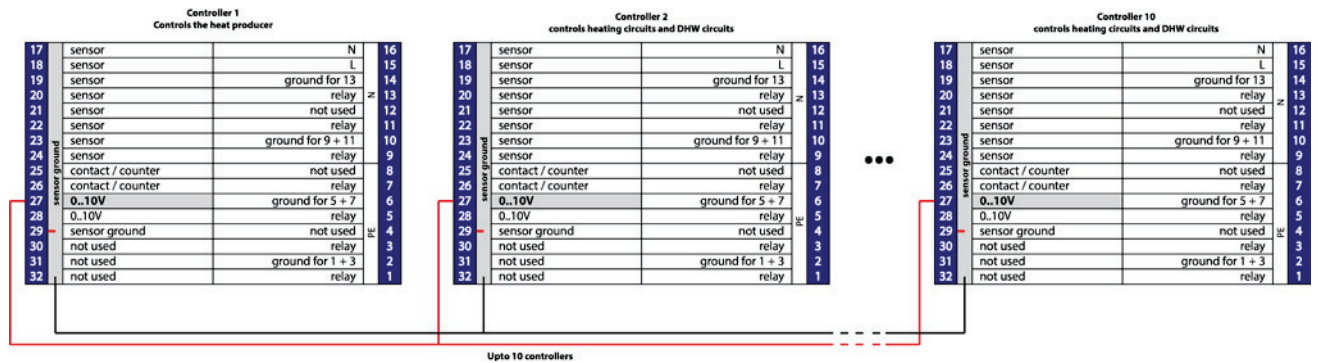 Controller 1
Controls the heat producer
17 sensor N 16
18 sensor L 15
19 sensor ground for 13 14
20 sensor relay 13
21 sensor not used 12
22 sensor relay 11
23 sensor ground for 9 + 11 10
24 sensor relay 9
25 contact / counter not used 8
26 contact / counter relay 7
27 0..10V ground for 5 + 7 6
28 0..10V relay 5
29 sensor ground not used 4
30 not used relay 3
31 not used ground for 1 + 3 2
32 not used relay 1
sensor ground
N
PE
Controller 2
controls heating circuits and DHW circuits
17 sensor N 16
18 sensor L 15
19 sensor ground for 13 14
20 sensor relay 13
21 sensor not used 12
22 sensor relay 11
23 sensor ground for 9 + 11 10
24 sensor relay 9
25 contact / counter not used 8
26 contact / counter relay 7
27 0..10V ground for 5 + 7 6
28 0..10V relay 5
29 sensor ground not used 4
30 not used relay 3
31 not used ground for 1 + 3 2
32 not used relay 1
sensor ground
N
PE
•••
Controller 10
controls heating circuits and DHW circuits
17 sensor N 16
18 sensor L 15
19 sensor ground for 13 14
20 sensor relay 13
21 sensor not used 12
22 sensor relay 11
23 sensor ground for 9 + 11 10
24 sensor relay 9
25 contact / counter not used 8
26 contact / counter relay 7
27 0..10V ground for 5 + 7 6
28 0..10V relay 5
29 sensor ground not used 4
30 not used relay 3
31 not used ground for 1 + 3 2
32 not used relay 1
sensor ground
N
PE
Upto 10 controllers